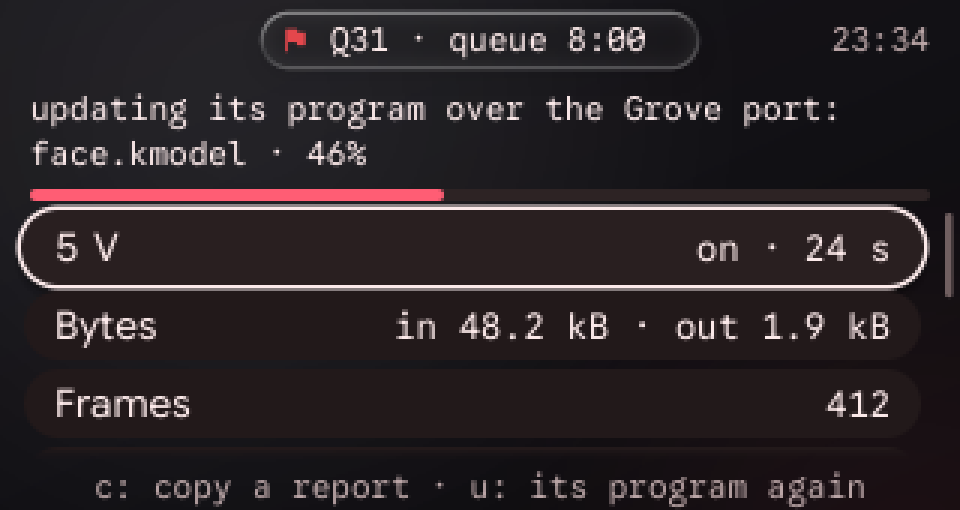 Q31 · queue 8:00
23:34
updating its program over the Grove port:
face.kmodel · 46%
5 V on · 24 s
Bytes in 48.2 kB · out 1.9 kB
Frames 412
c: copy a report · u: its program again